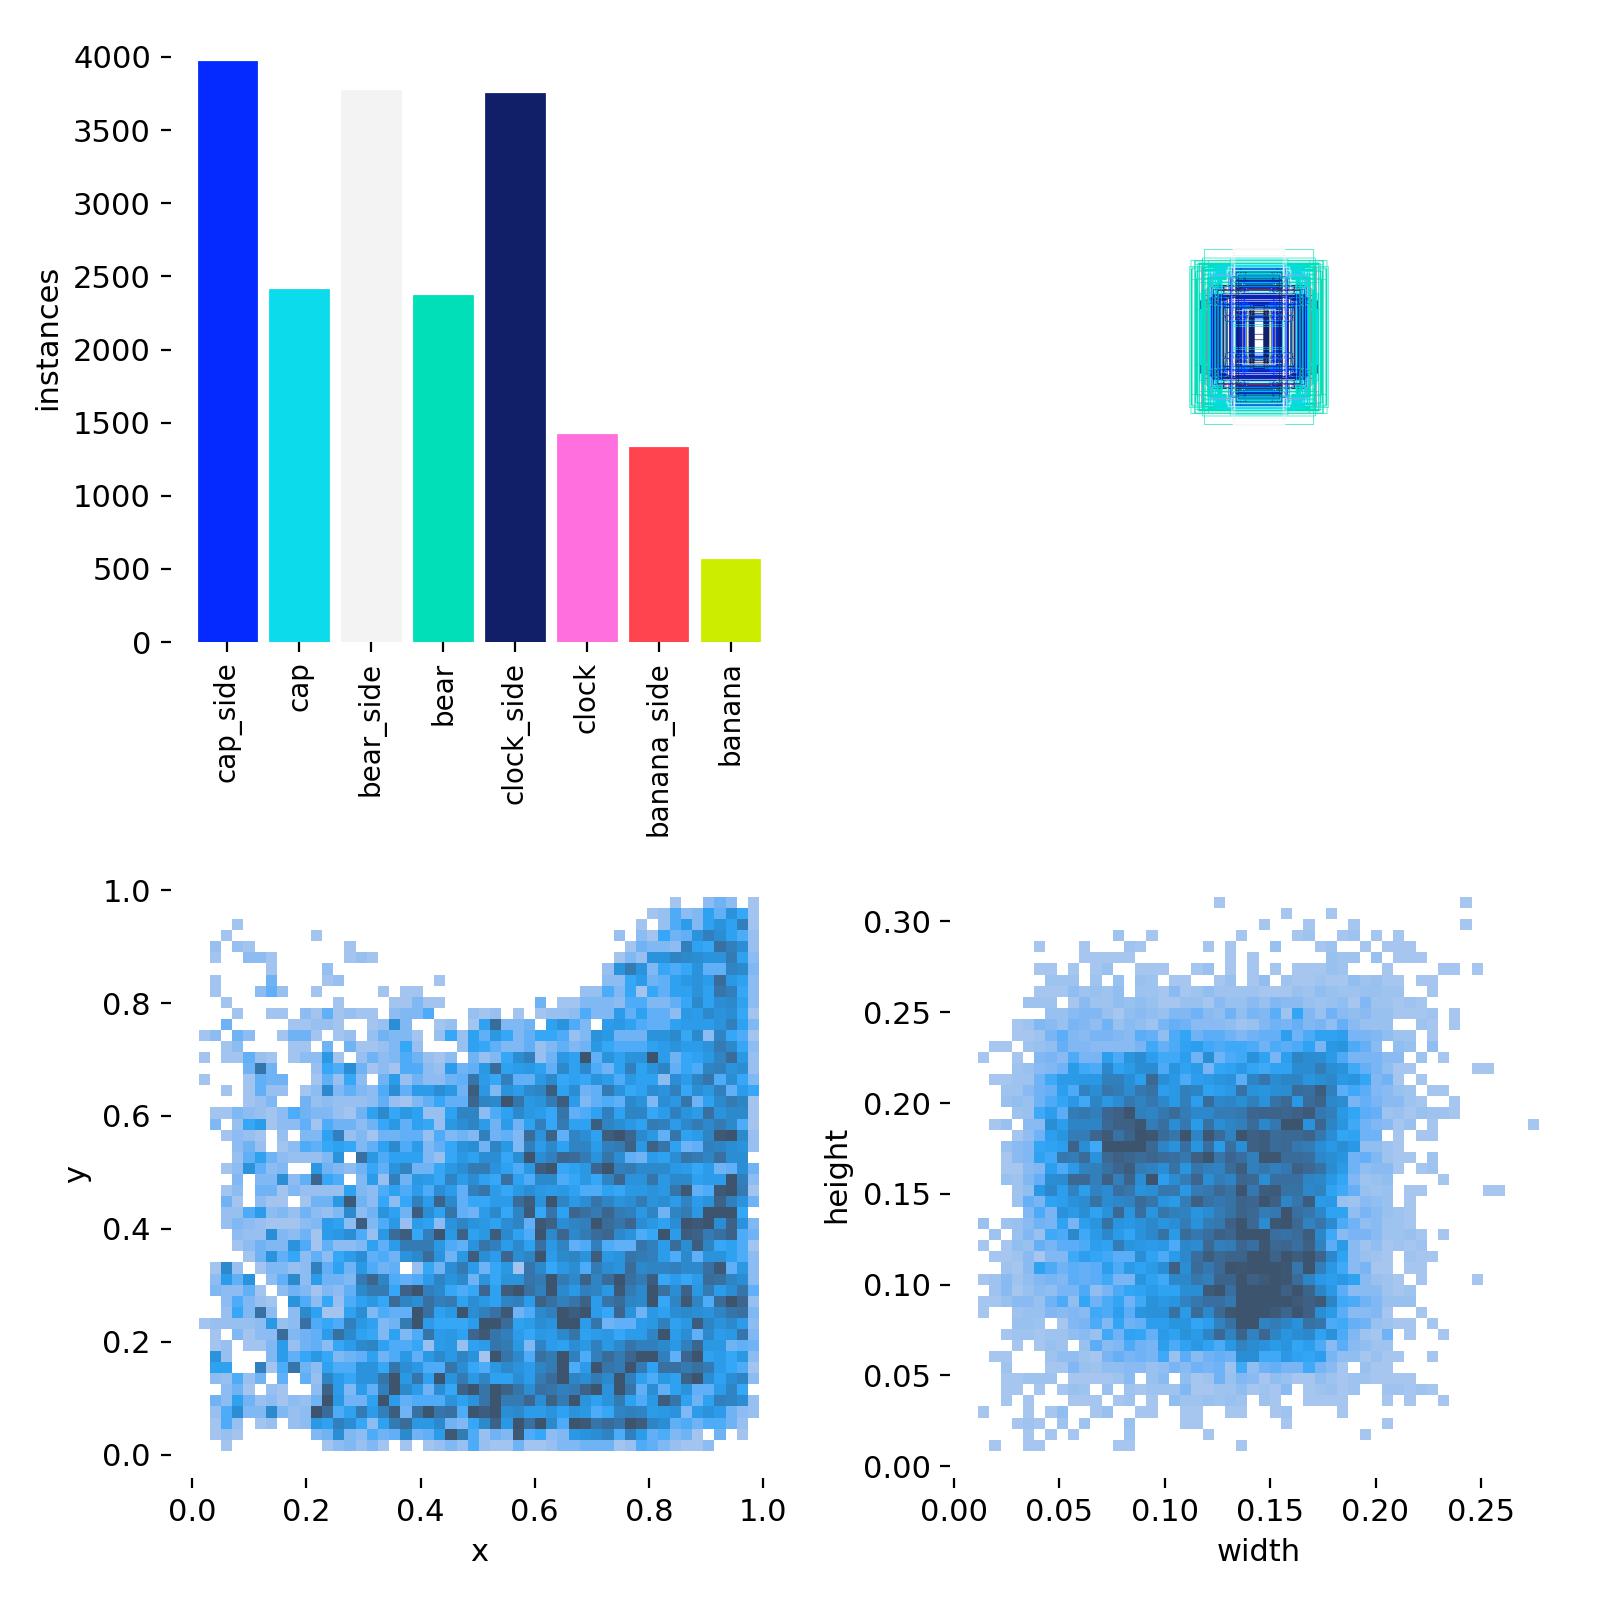 4000
3500
3000
2500
2000
1500
1000
500
0
instances
cap_side
cap
bear_side
bear
clock_side
clock
banana_side
banana
1.0
0.8
0.6
0.4
0.2
0.0
y
0.0 0.2 0.4 0.6 0.8 1.0
x
0.30
0.25
0.20
0.15
0.10
0.05
0.00
height
0.00 0.05 0.10 0.15 0.20 0.25
width